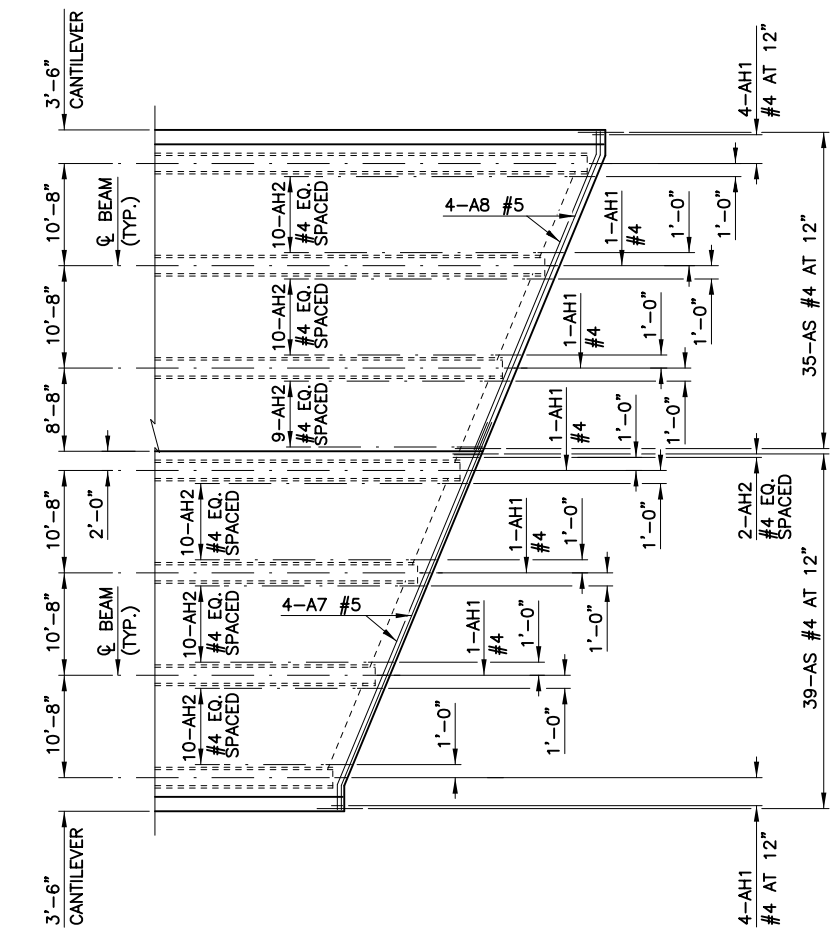 3'-6"
CANTILEVER
10'-8"
10'-8"
8'-8"
10'-8"
10'-8"
10'-8"
3'-6"
CANTILEVER
2'-0"
℄ BEAM
(TYP.)
℄ BEAM
(TYP.)
10-AH2
#4 EQ.
SPACED
10-AH2
#4 EQ.
SPACED
9-AH2
#4 EQ.
SPACED
10-AH2
#4 EQ.
SPACED
10-AH2
#4 EQ.
SPACED
10-AH2
#4 EQ.
SPACED
4-A8 #5
4-A7 #5
1-AH1
#4
1'-0"
1'-0"
1'-0"
1-AH1
#4
1'-0"
1'-0"
1-AH1
#4
1'-0"
1'-0"
1-AH1
#4
1'-0"
1'-0"
1-AH1
#4
1'-0"
1'-0"
1'-0"
4-AH1
#4 AT 12"
35-AS #4 AT 12"
2-AH2
#4 EQ.
SPACED
39-AS #4 AT 12"
4-AH1
#4 AT 12"